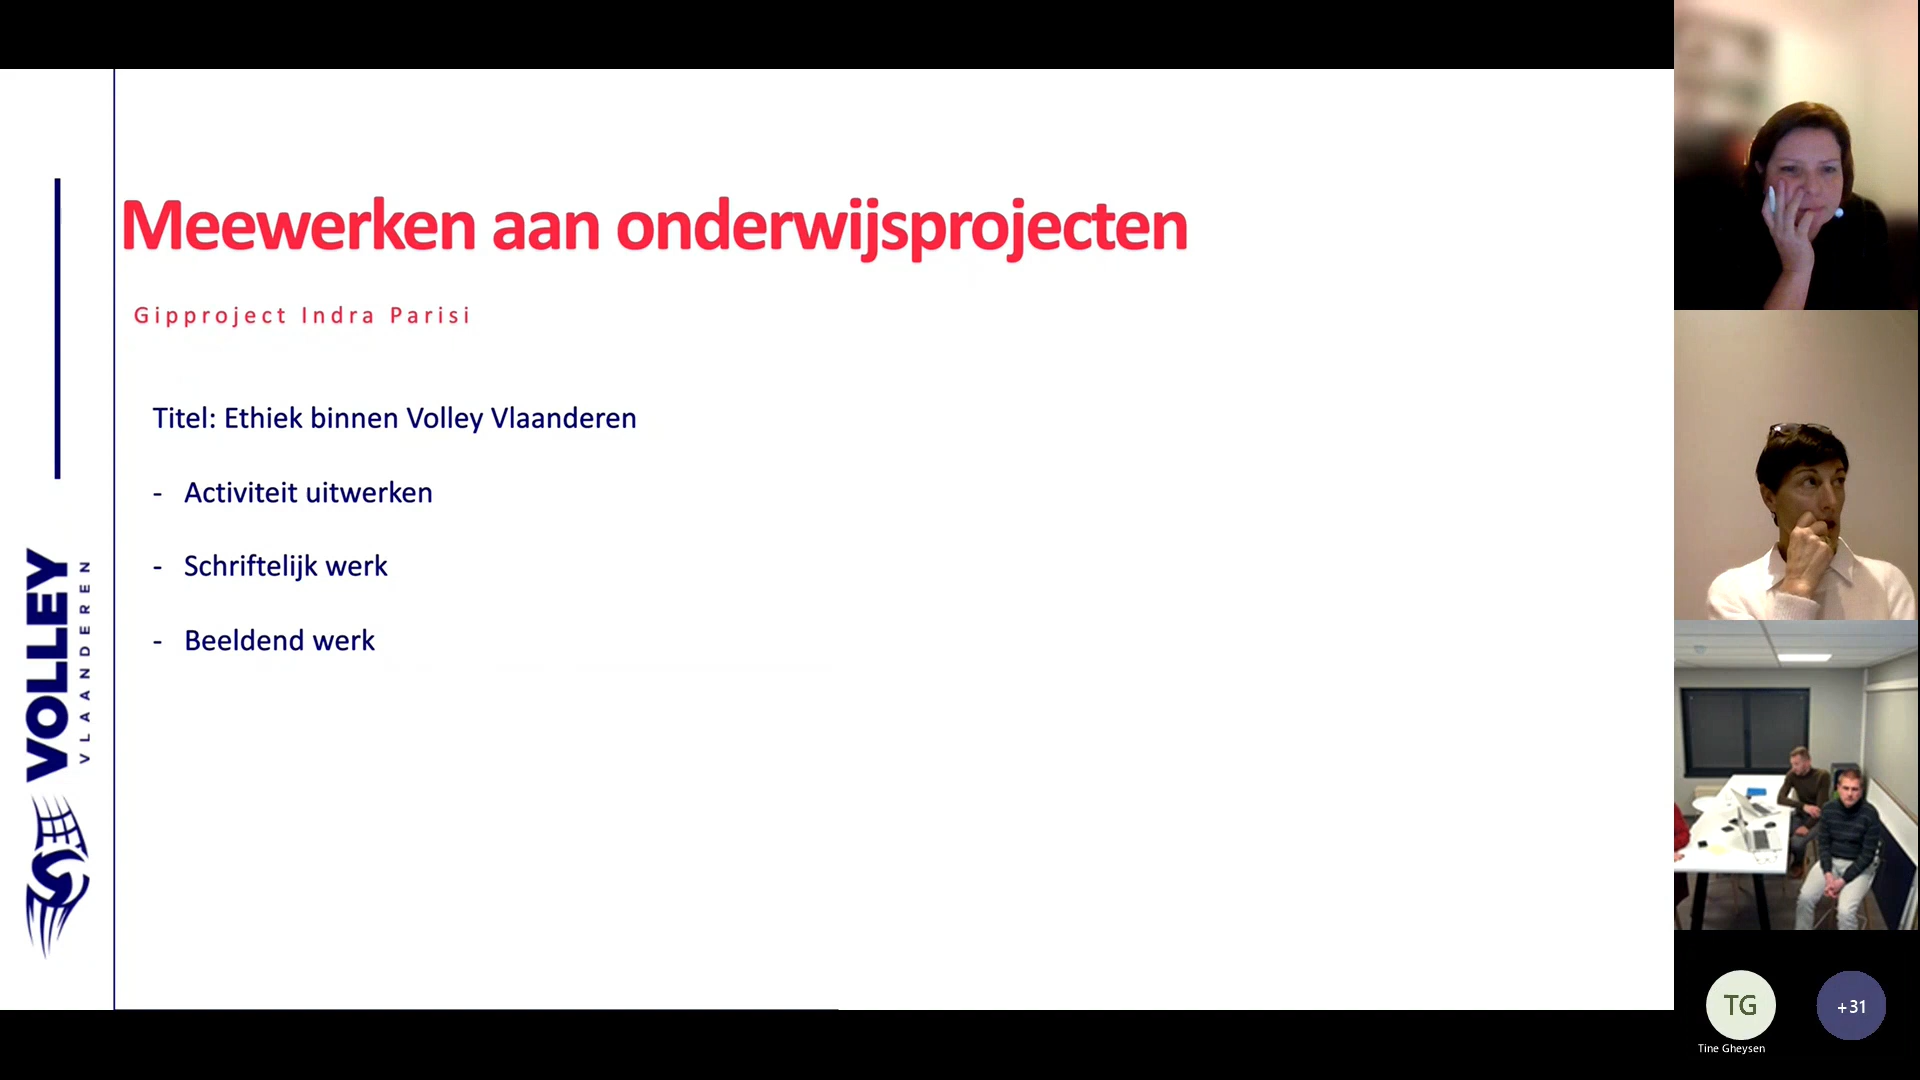 Meewerken aan onderwijsprojecten
Gipproject Indra Parisi
Titel: Ethiek binnen Volley Vlaanderen
- Activiteit uitwerken
- Schriftelijk werk
- Beeldend werk
VOLLEY
VLAANDEREN
TG
+31
Tine Gheysen